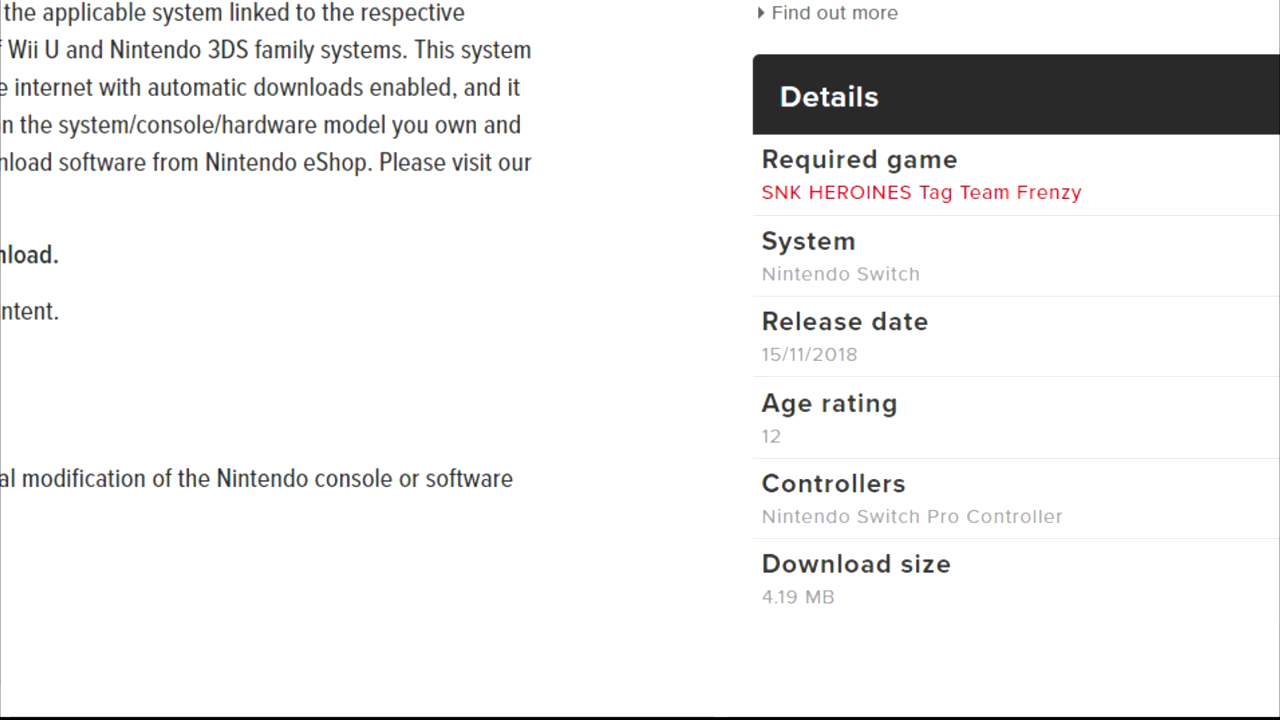 the applicable system linked to the respective
f Wii U and Nintendo 3DS family systems. This system
e internet with automatic downloads enabled, and it
n the system/console/hardware model you own and
nload software from Nintendo eShop. Please visit our
nload.
ntent.
al modification of the Nintendo console or software
Find out more
Details
Required game
SNK HEROINES Tag Team Frenzy
System
Nintendo Switch
Release date
15/11/2018
Age rating
12
Controllers
Nintendo Switch Pro Controller
Download size
4.19 MB